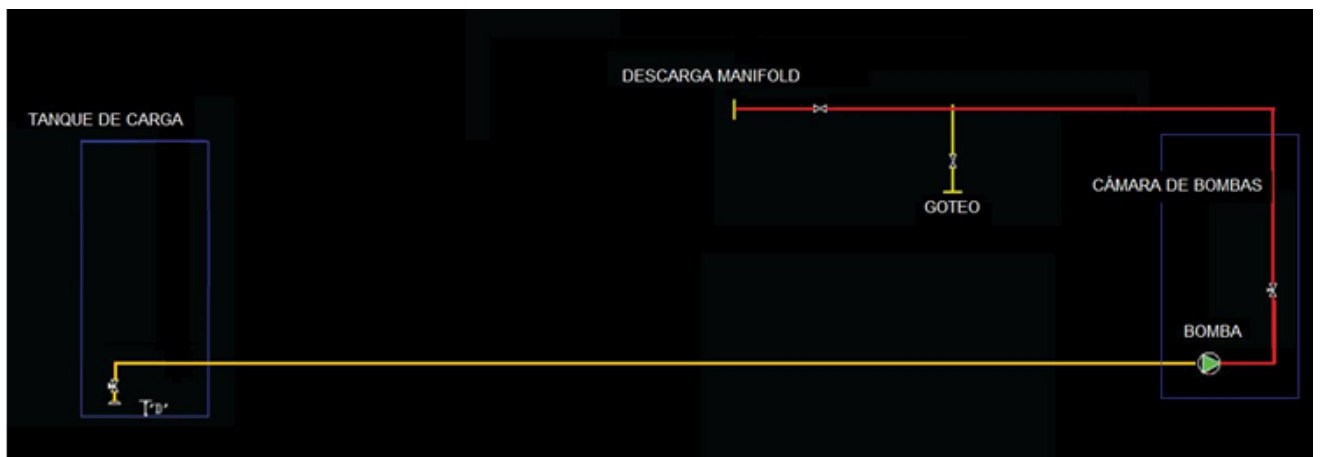 DESCARGA MANIFOLD
TANQUE DE CARGA
CÁMARA DE BOMBAS
GOTEO
BOMBA
T'D'